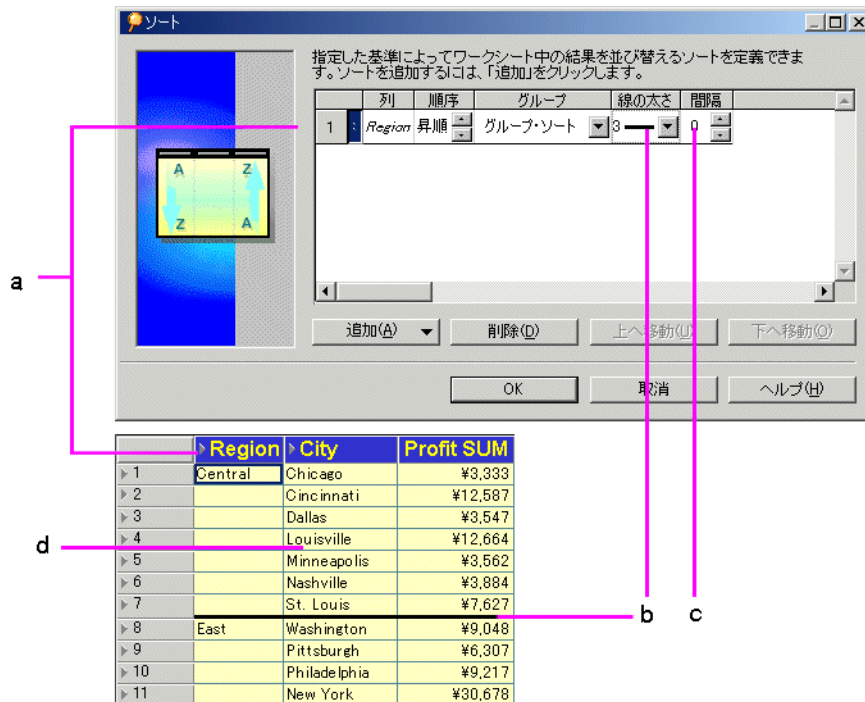 ソート
指定した基準によってワークシート中の結果を並び替えるソートを定義できま
す。ソートを追加するには、「追加」をクリックします。
列 順序 グループ 線の太さ 間隔
1 Region 昇順 グループ・ソート 3 0
A Z
Z A
a
追加(A) 削除(D) 上へ移動(U) 下へ移動(O)
OK 取消 ヘルプ(H)
Region City Profit SUM
1 Central Chicago ¥3,333
2 Cincinnati ¥12,587
3 Dallas ¥3,547
4 Louisville ¥12,664
d
5 Minneapolis ¥3,562
6 Nashville ¥3,884
7 St. Louis ¥7,627
b c
8 East Washington ¥9,048
9 Pittsburgh ¥6,307
10 Philadelphia ¥9,217
11 New York ¥30,678